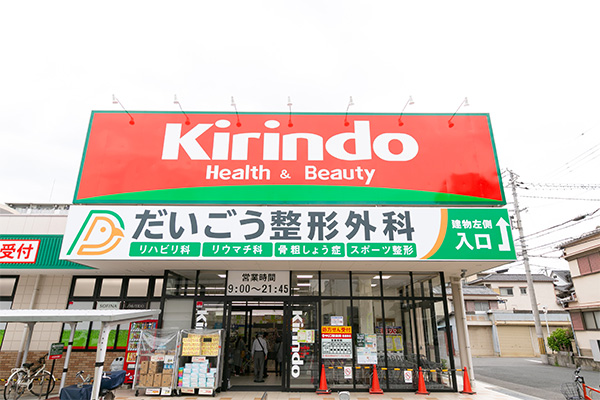 Kirindo
Health & Beauty
だいごう整形外科
リハビリ科 リウマチ科 骨粗しょう症 スポーツ整形
建物左側
入口
受付
営業時間
9:00〜21:45
Kirindo
Kirindo